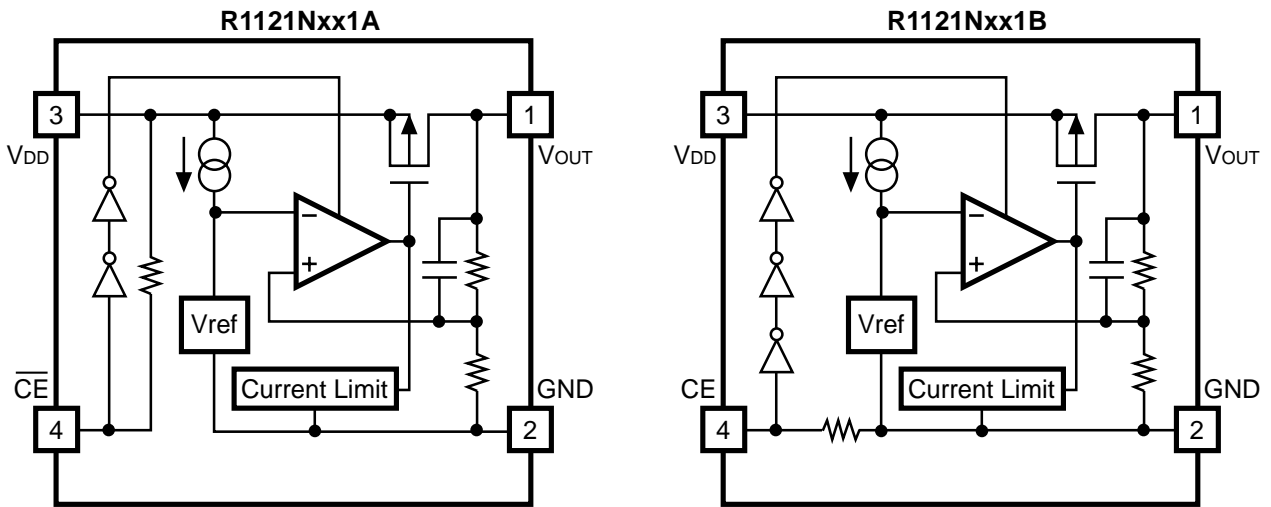 R1121Nxx1A
3
1
VDD
VOUT
−
+
Vref
Current Limit
CE
GND
4
2
R1121Nxx1B
3
1
VDD
VOUT
−
+
Vref
Current Limit
CE
GND
4
2